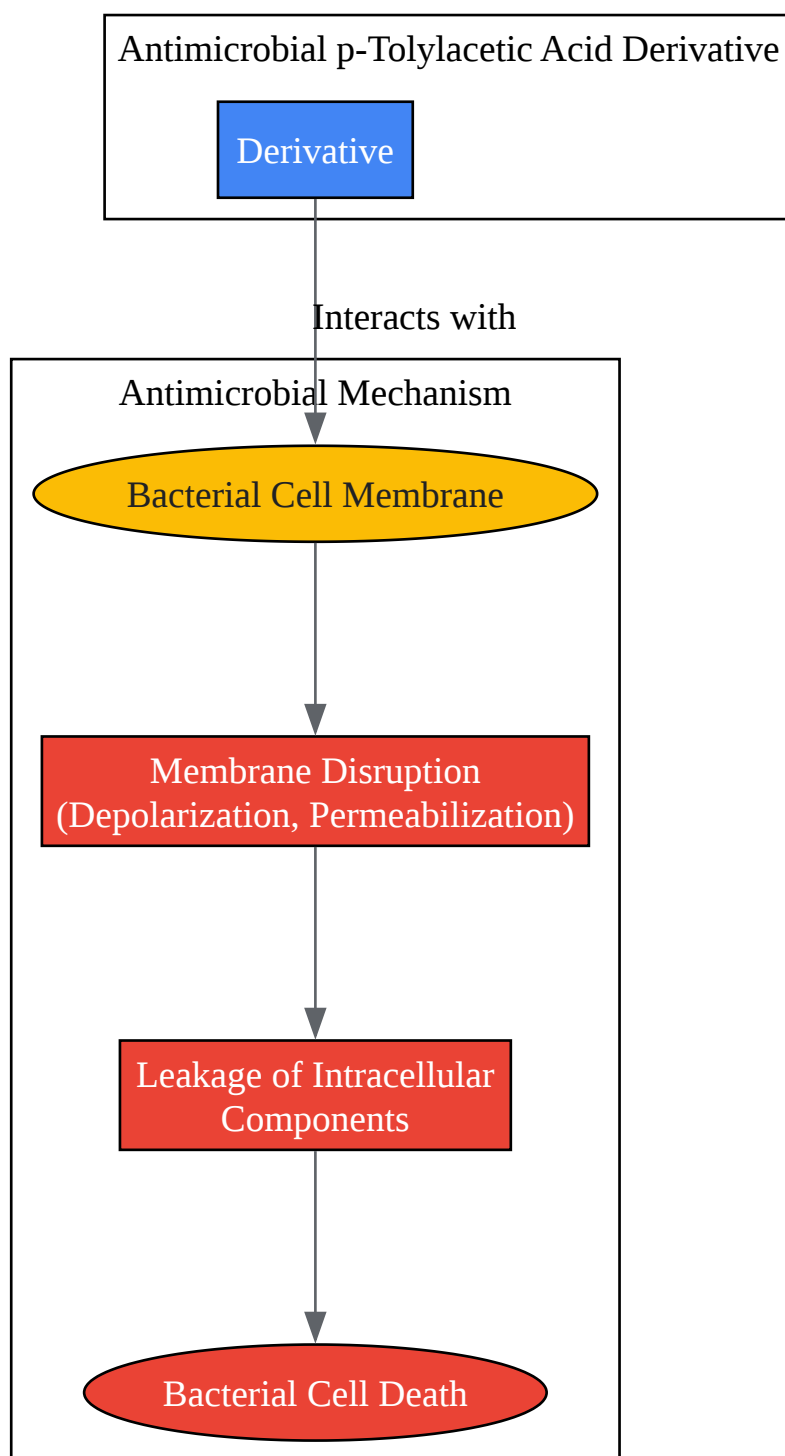 Antimicrobial p-Tolylacetic Acid Derivative
Derivative
Interacts with
Antimicrobial Mechanism
Bacterial Cell Membrane
Membrane Disruption
(Depolarization, Permeabilization)
Leakage of Intracellular
Components
Bacterial Cell Death